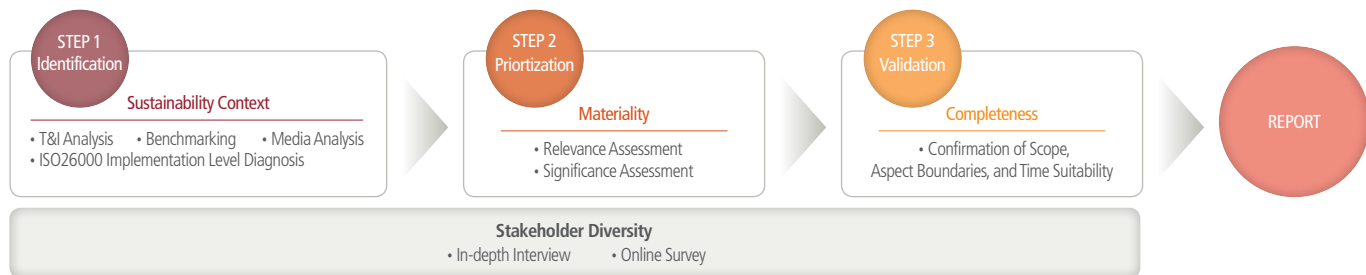 STEP 1
Identification
Sustainability Context
• T&I Analysis • Benchmarking • Media Analysis
• ISO26000 Implementation Level Diagnosis
STEP 2
Priortization
Materiality
• Relevance Assessment
• Significance Assessment
STEP 3
Validation
Completeness
• Confirmation of Scope,
Aspect Boundaries, and Time Suitability
REPORT
Stakeholder Diversity
• In-depth Interview • Online Survey